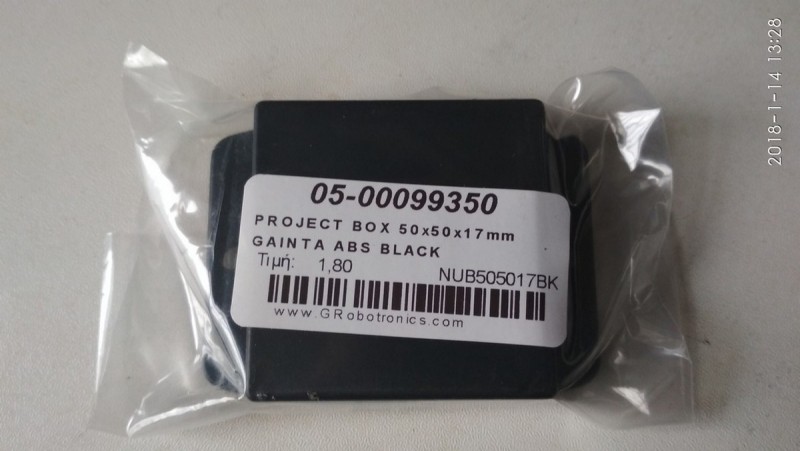 05-00099350
PROJECT BOX 50x50x17mm
GAINTA ABS BLACK
Τιμή: 1,80 NUB505017BK
www.GRobotronics.com
2018-1-14 13:28